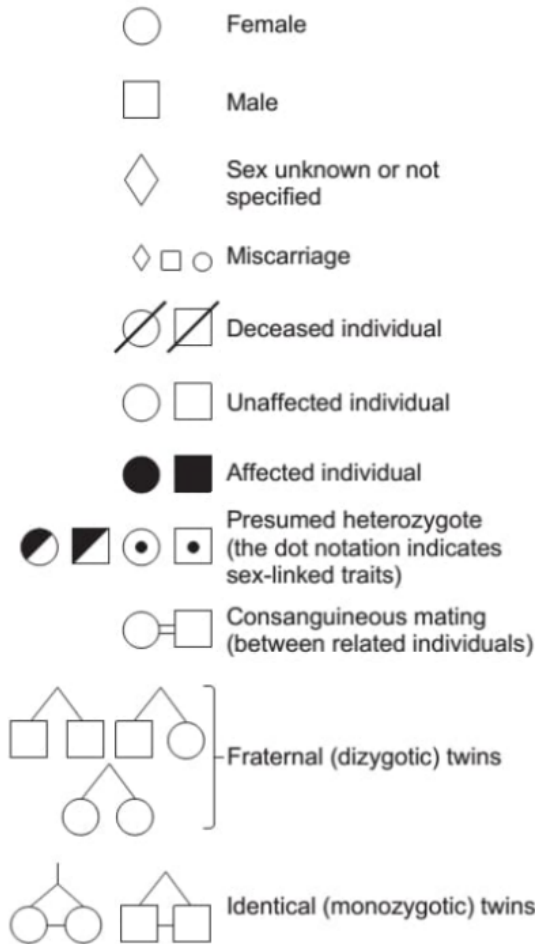 Female
Male
Sex unknown or not
specified
Miscarriage
Deceased individual
Unaffected individual
Affected individual
Presumed heterozygote
(the dot notation indicates
sex-linked traits)
Consanguineous mating
(between related individuals)
Fraternal (dizygotic) twins
Identical (monozygotic) twins